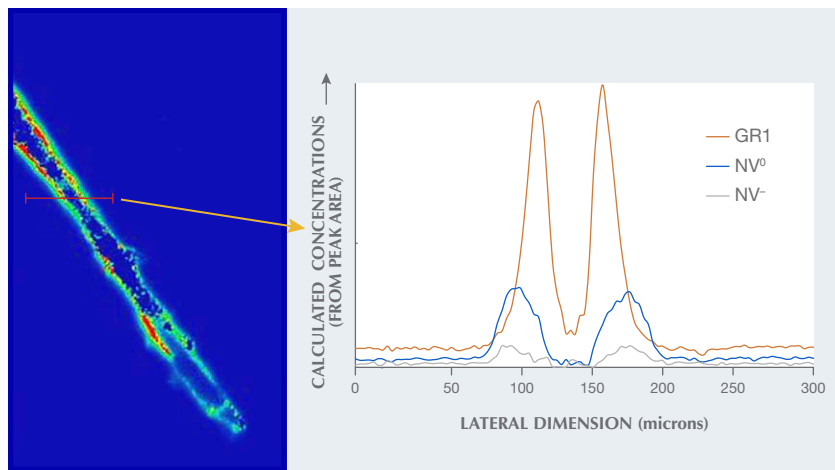 CALCULATED CONCENTRATIONS
(FROM PEAK AREA)
GR1
NV⁰
NV⁻
0 50 100 150 200 250 300
LATERAL DIMENSION (microns)